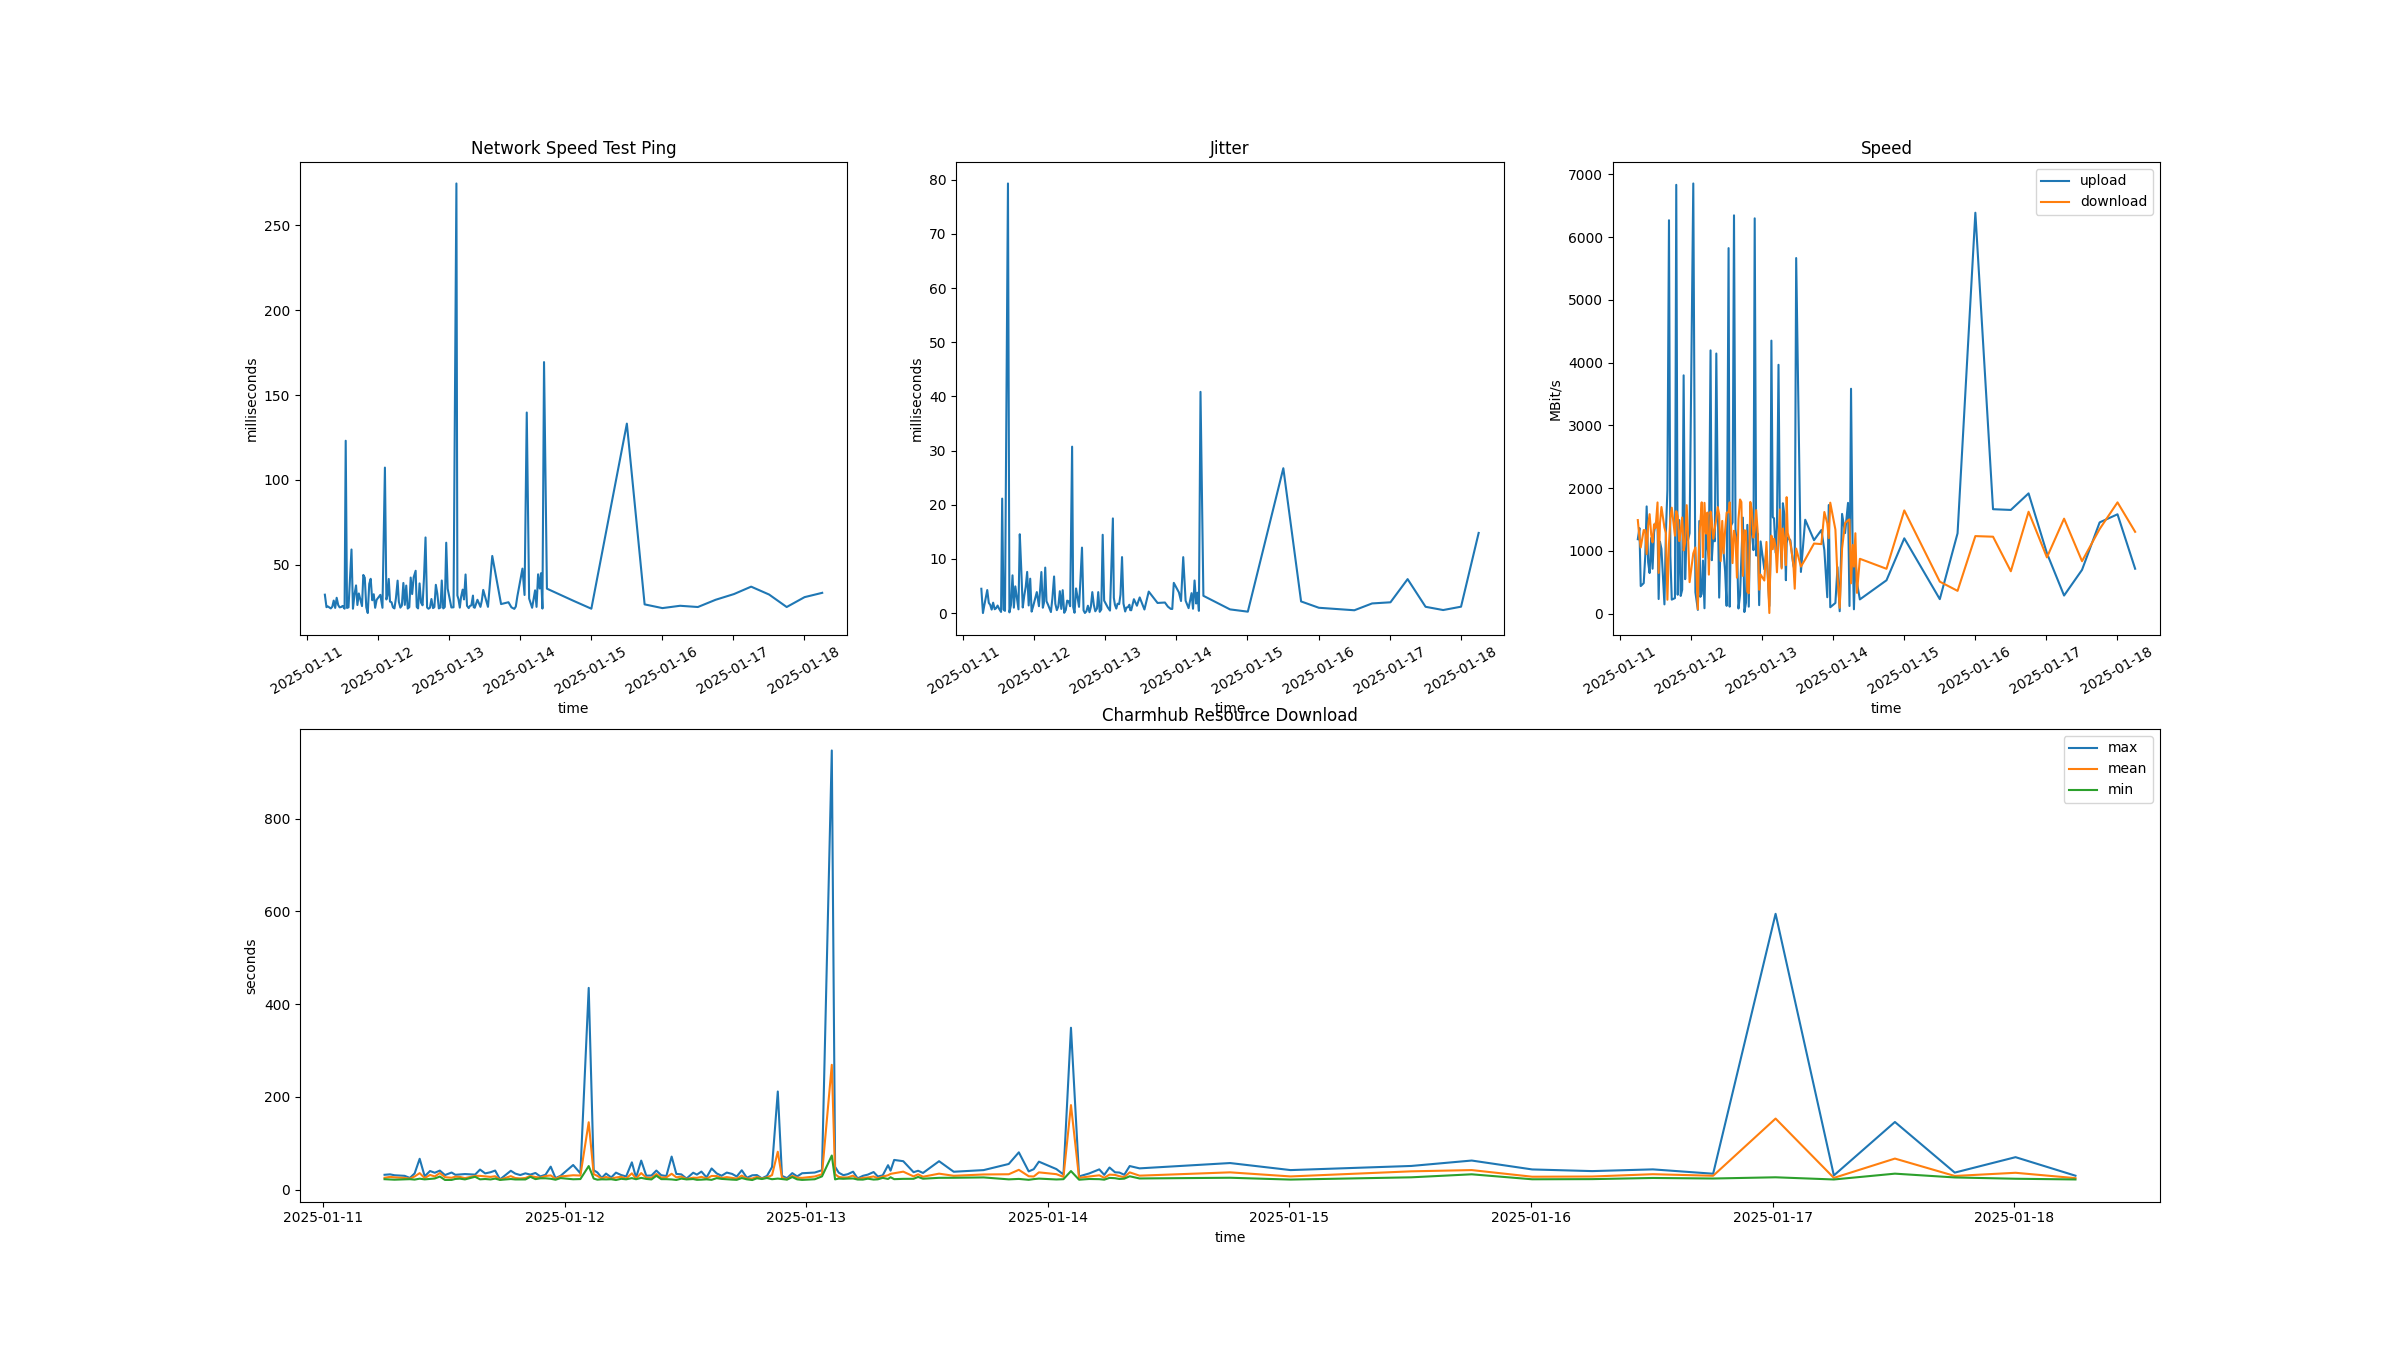 Network Speed Test Ping
milliseconds
250
200
150
100
50
2025-01-11 2025-01-12 2025-01-13 2025-01-14 2025-01-15 2025-01-16 2025-01-17 2025-01-18
time
Jitter
milliseconds
80
70
60
50
40
30
20
10
0
2025-01-11 2025-01-12 2025-01-13 2025-01-14 2025-01-15 2025-01-16 2025-01-17 2025-01-18
time
Speed
MBit/s
7000
6000
5000
4000
3000
2000
1000
0
upload
download
2025-01-11 2025-01-12 2025-01-13 2025-01-14 2025-01-15 2025-01-16 2025-01-17 2025-01-18
time
Charmhub Resource Download
seconds
800
600
400
200
0
max
mean
min
2025-01-11 2025-01-12 2025-01-13 2025-01-14 2025-01-15 2025-01-16 2025-01-17 2025-01-18
time